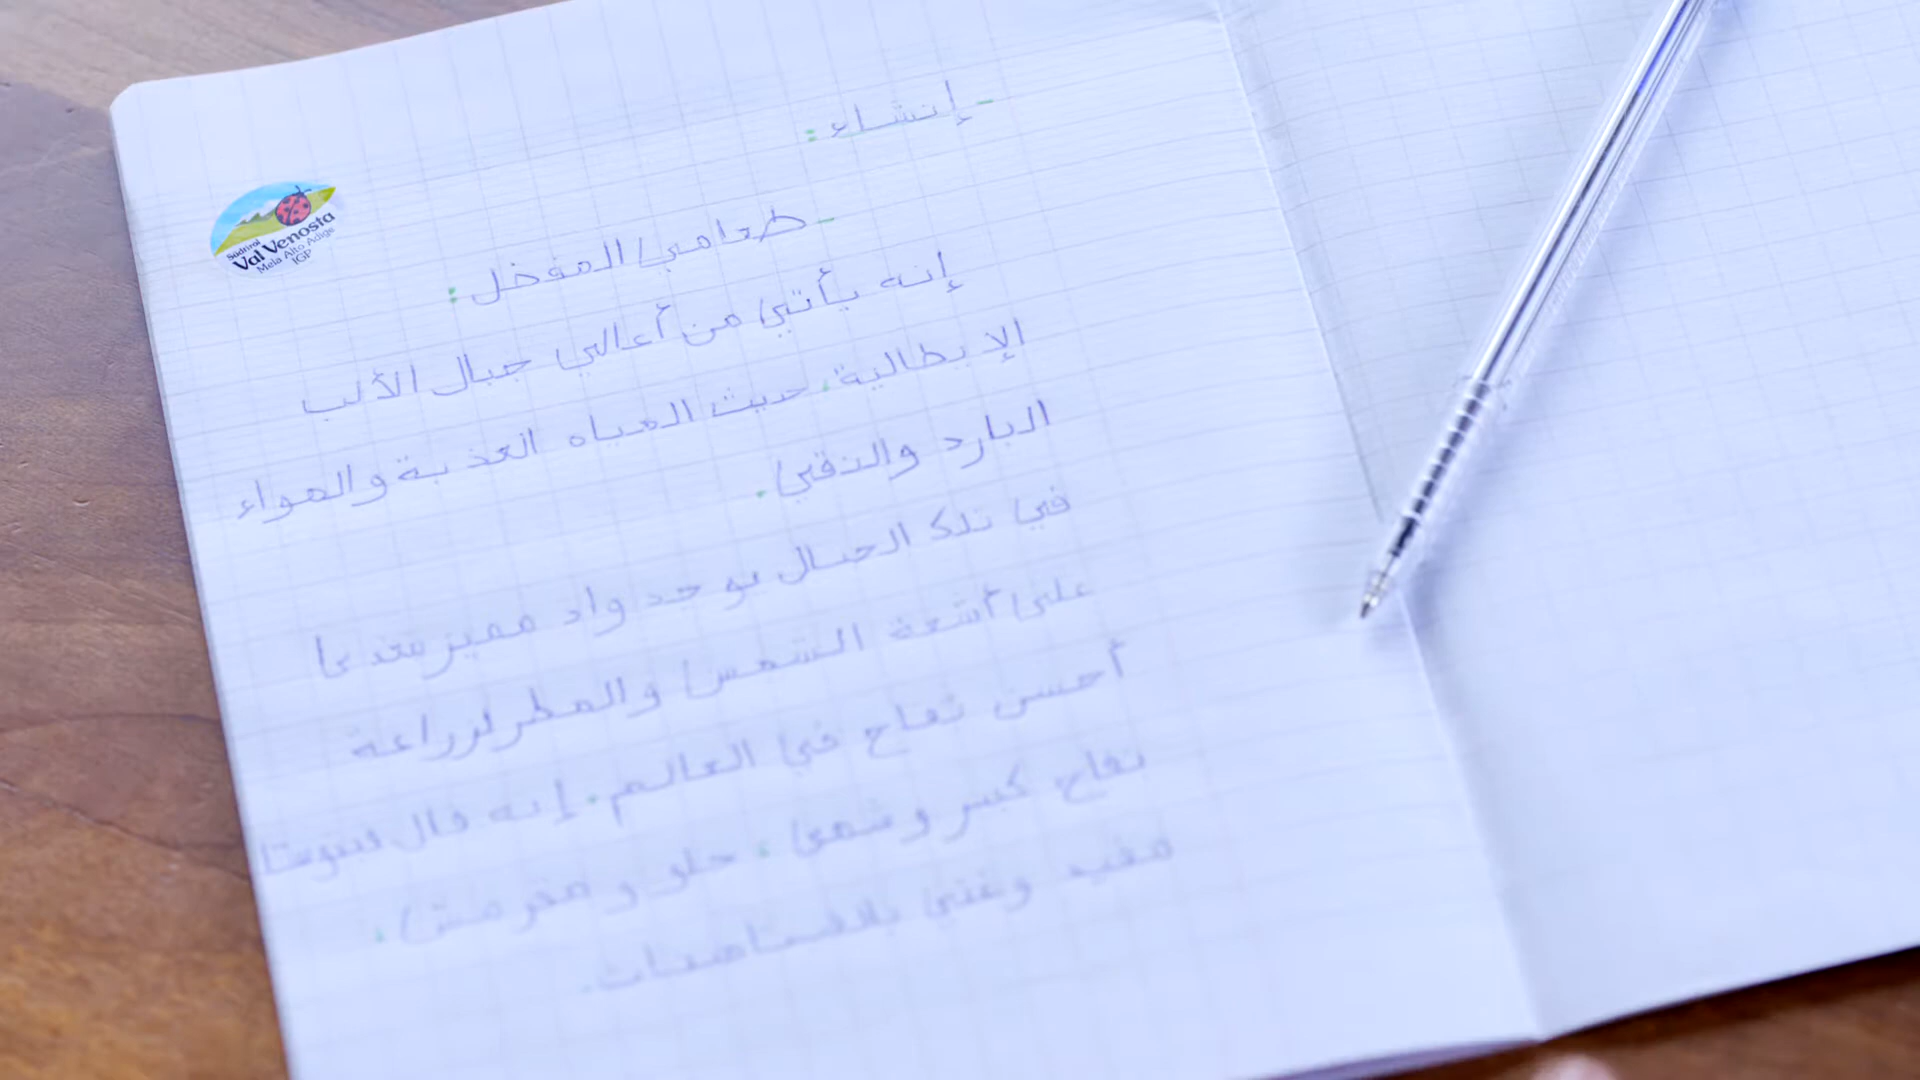 - إنشاء :
- طعامي المفضل :
إنه يأتي من أعالي جبال الألب
الإيطالية، حيث المياه العذبة والهواء
البارد والنقي.
في تلك الجبال يوجد واد مميز
على أشعة الشمس والمطر لزراعة
أحسن تفاح في العالم. إنه فال فينوستا
تفاح كبير وشهي، حلو و مقرمش،
مفيد وغني بالفيتامينات.
Südtirol
Val Venosta
Mela Alto Adige
IGP